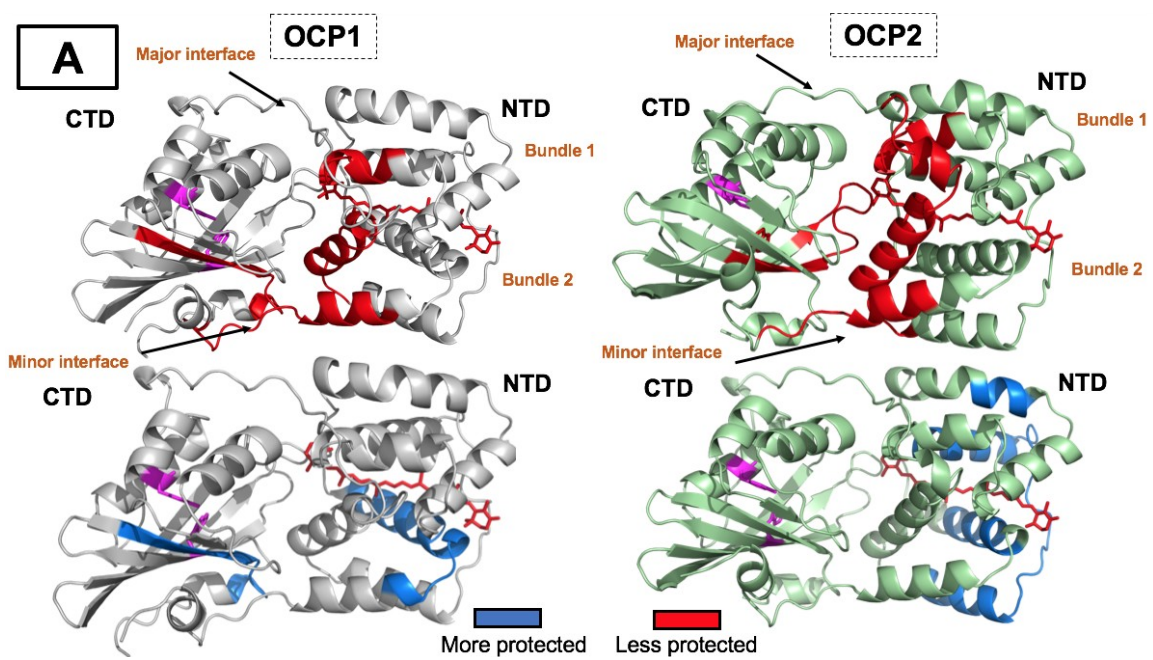 A
OCP1
OCP2
Major interface
Major interface
CTD
NTD
CTD
NTD
Bundle 1
Bundle 1
Bundle 2
Bundle 2
Minor interface
Minor interface
CTD
NTD
CTD
NTD
More protected
Less protected